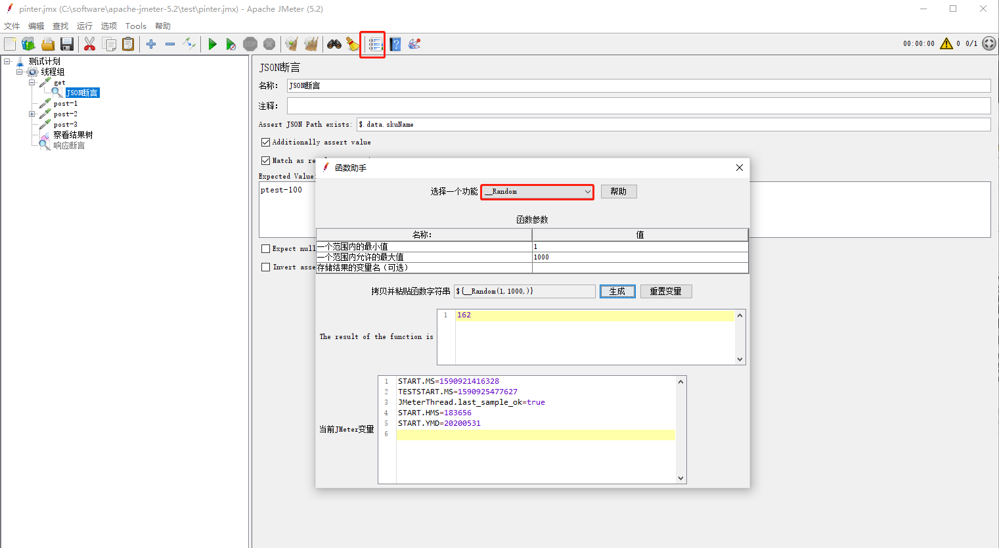 pinter.jmx (C:\software\apache-jmeter-5.2\test\pinter.jmx) - Apache JMeter (5.2)
文件 编辑 查找 运行 选项 Tools 帮助
STOP
00:00:00 0 0/1
测试计划
线程组
get
JSON断言
post-1
post-2
post-3
察看结果树
响应断言
JSON断言
名称: JSON断言
注释:
Assert JSON Path exists: $.data.skuName
Additionally assert value
Match as
Expected Value:
ptest-100
Expect null
Invert asse
函数助手
选择一个功能 __Random 帮助
函数参数
名称: 值
一个范围内的最小值 1
一个范围内允许的最大值 1000
存储结果的变量名（可选）
拷贝并粘贴函数字符串 ${__Random(1,1000,)} 生成 重置变量
The result of the function is
1 162
当前JMeter变量
1 START.MS=1590921416328
2 TESTSTART.MS=1590925477627
3 JMeterThread.last_sample_ok=true
4 START.HMS=183656
5 START.YMD=20200531
6